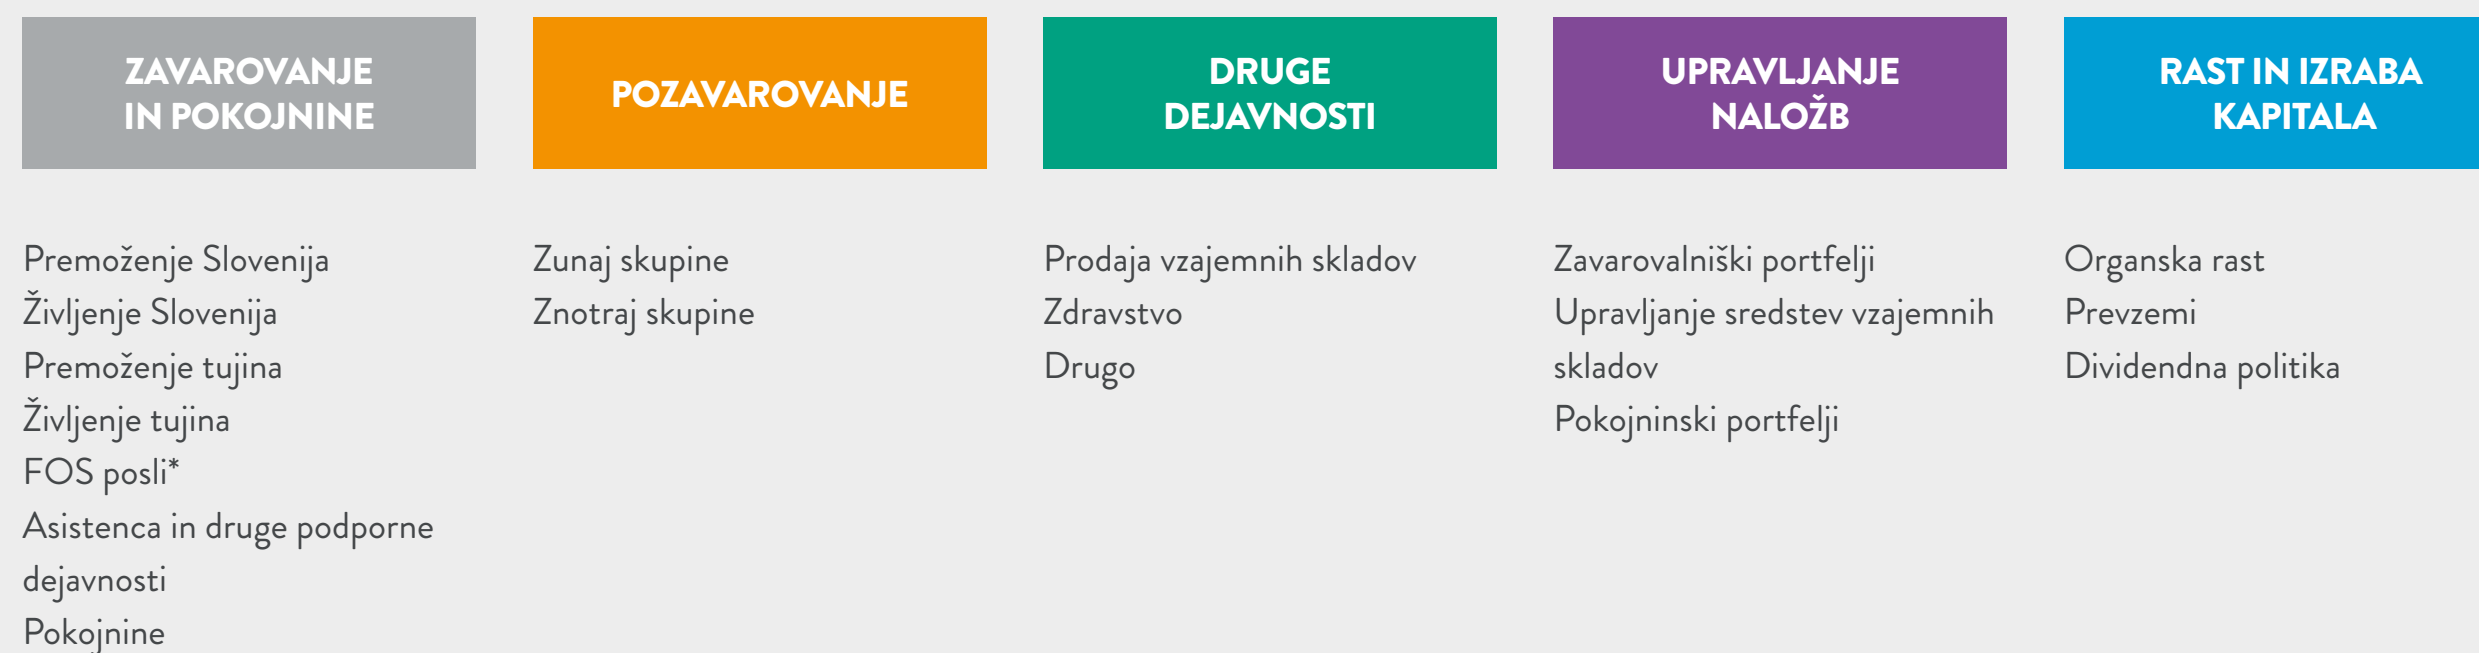 ZAVAROVANJE
IN POKOJNINE
Premoženje Slovenija
Življenje Slovenija
Premoženje tujina
Življenje tujina
FOS posli*
Asistenca in druge podporne
dejavnosti
Pokojnine
POZAVAROVANJE
Zunaj skupine
Znotraj skupine
DRUGE
DEJAVNOSTI
Prodaja vzajemnih skladov
Zdravstvo
Drugo
UPRAVLJANJE
NALOŽB
Zavarovalniški portfelji
Upravljanje sredstev vzajemnih
skladov
Pokojninski portfelji
RAST IN IZRABA
KAPITALA
Organska rast
Prevzemi
Dividendna politika